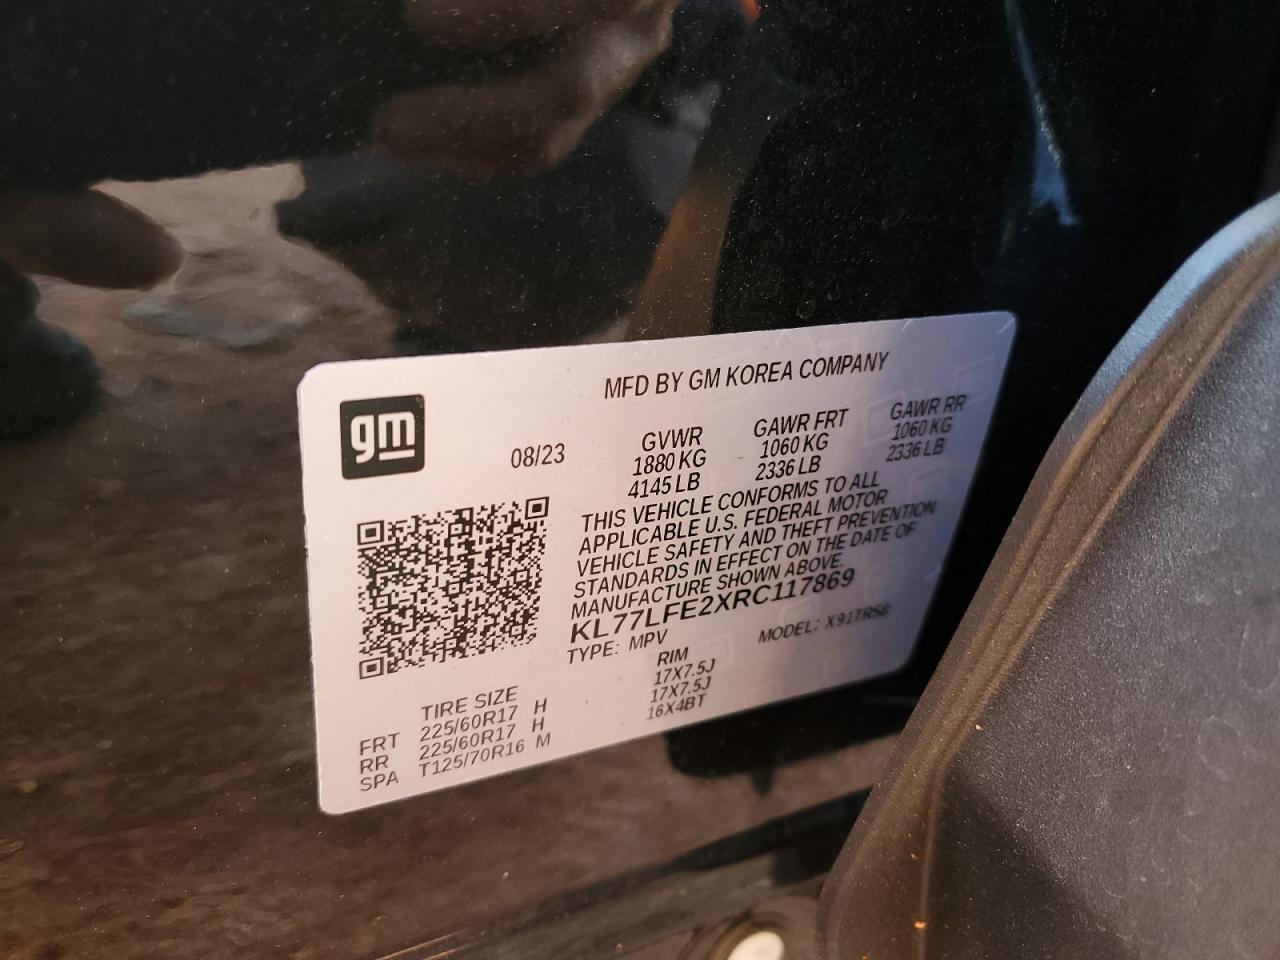 MFD BY GM KOREA COMPANY
gm
08/23
GVWR GAWR FRT GAWR RR
1880 KG 1060 KG 1060 KG
4145 LB 2336 LB 2336 LB
THIS VEHICLE CONFORMS TO ALL
APPLICABLE U.S. FEDERAL MOTOR
VEHICLE SAFETY AND THEFT PREVENTION
STANDARDS IN EFFECT ON THE DATE OF
MANUFACTURE SHOWN ABOVE.
KL77LFE2XRC117869
TYPE: MPV MODEL: X91TR58
TIRE SIZE RIM
FRT 225/60R17 H 17X7.5J
RR 225/60R17 H 17X7.5J
SPA T125/70R16 M 16X4BT